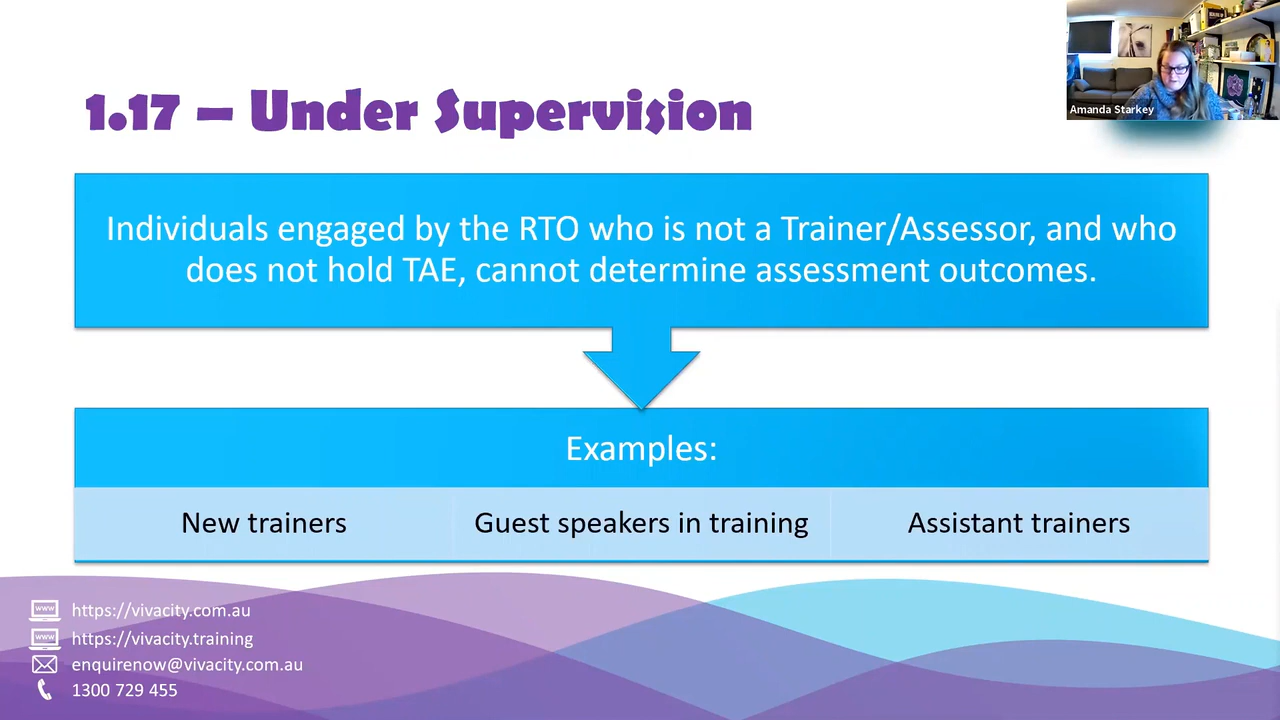 Amanda Starkey
1.17 – Under Supervision
Individuals engaged by the RTO who is not a Trainer/Assessor, and who
does not hold TAE, cannot determine assessment outcomes.
Examples:
New trainers
Guest speakers in training
Assistant trainers
www https://vivacity.com.au
www https://vivacity.training
enquirenow@vivacity.com.au
1300 729 455